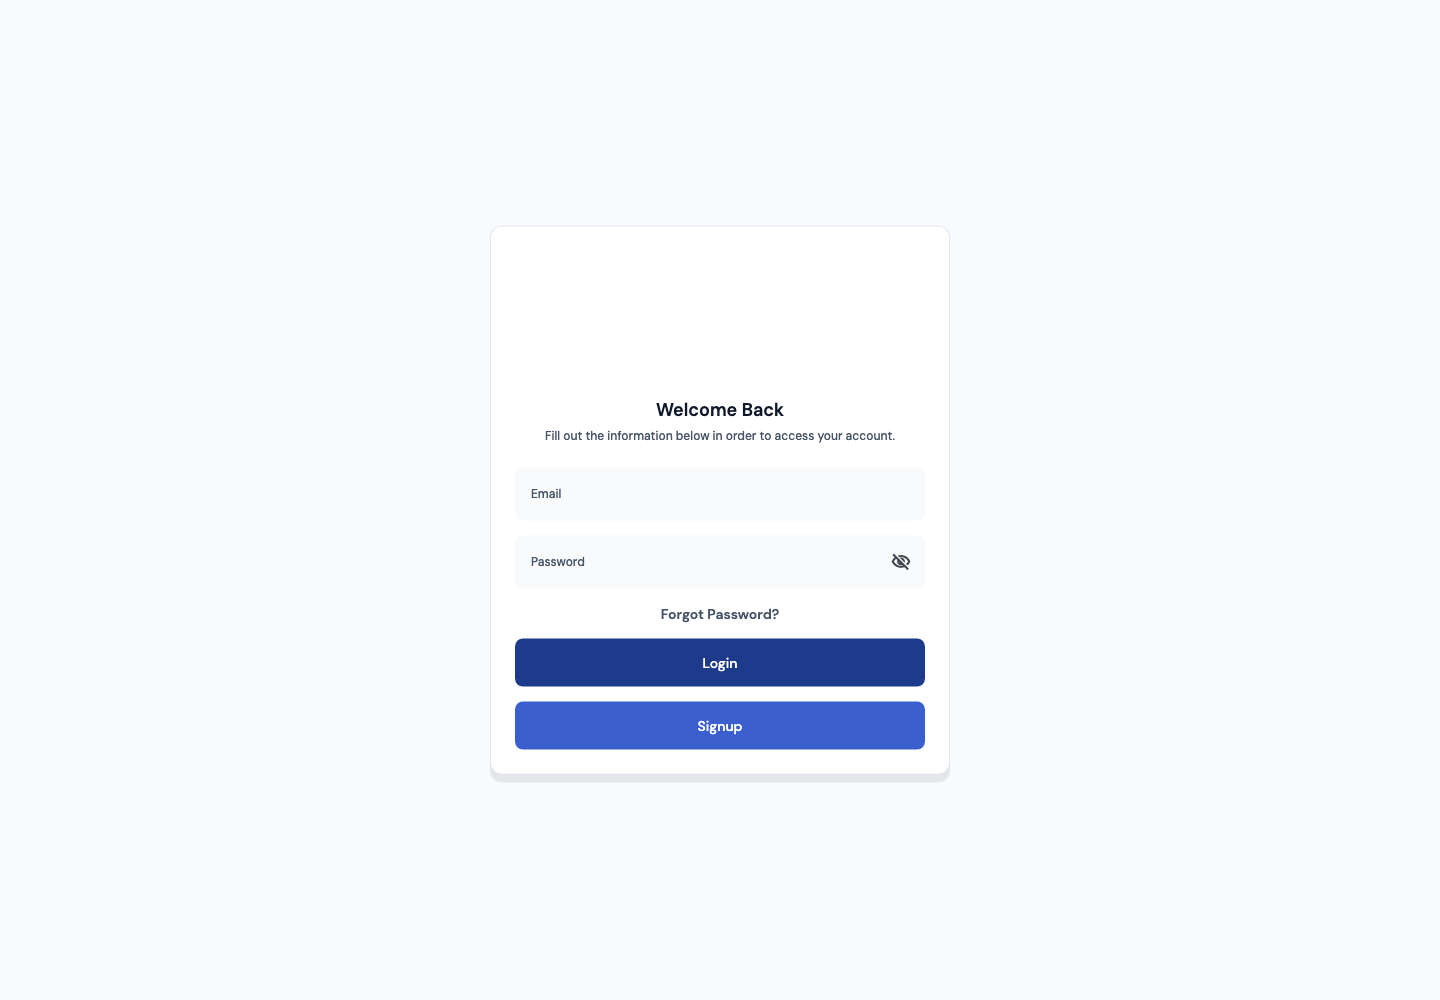 Welcome Back
Fill out the information below in order to access your account.
Email
Password
Forgot Password?
Login
Signup